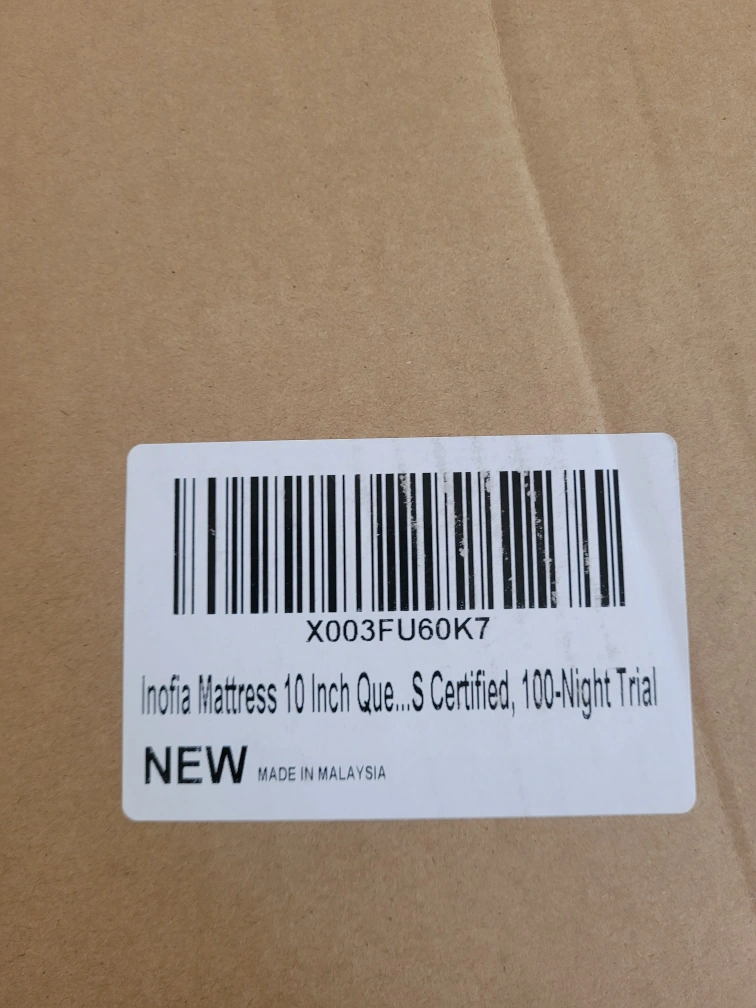 X003FU60K7
Inofia Mattress 10 Inch Que...S Certified, 100-Night Trial
NEW MADE IN MALAYSIA